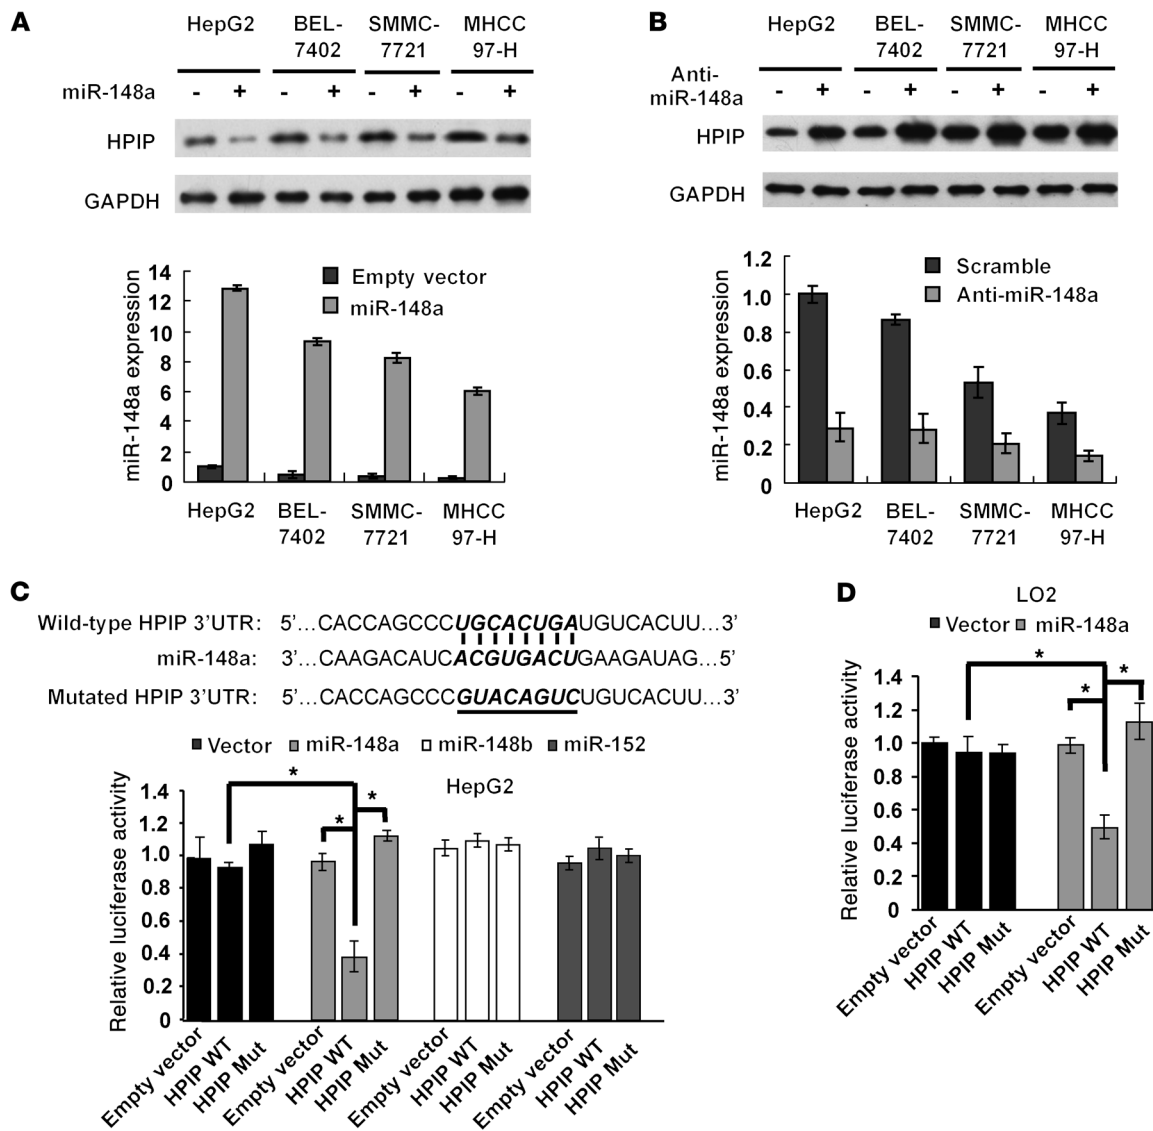 A
HepG2 BEL-7402 SMMC-7721 MHCC 97-H
miR-148a - + - + - + - +
HPIP
GAPDH
miR-148a expression
14
12
10
8
6
4
2
0
Empty vector
miR-148a
HepG2 BEL-7402 SMMC-7721 MHCC 97-H
B
HepG2 BEL-7402 SMMC-7721 MHCC 97-H
Anti-miR-148a - + - + - + - +
HPIP
GAPDH
miR-148a expression
1.2
1.0
0.8
0.6
0.4
0.2
0
Scramble
Anti-miR-148a
HepG2 BEL-7402 SMMC-7721 MHCC 97-H
C
Wild-type HPIP 3’UTR: 5’...CACCAGCCCUGCACUGAUGUCACUU...3’
miR-148a: 3’...CAAGACAUCACGUGACUGAAGAUAG...5’
Mutated HPIP 3’UTR: 5’...CACCAGCCCGUACAGUCUGUCACUU...3’
Vector miR-148a miR-148b miR-152
HepG2
Relative luciferase activity
1.4
1.2
1.0
0.8
0.6
0.4
0.2
0
* * *
Empty vector HPIP WT HPIP Mut Empty vector HPIP WT HPIP Mut Empty vector HPIP WT HPIP Mut Empty vector HPIP WT HPIP Mut
D
LO2
Vector miR-148a
Relative luciferase activity
1.4
1.2
1.0
0.8
0.6
0.4
0.2
0
* * *
Empty vector HPIP WT HPIP Mut Empty vector HPIP WT HPIP Mut